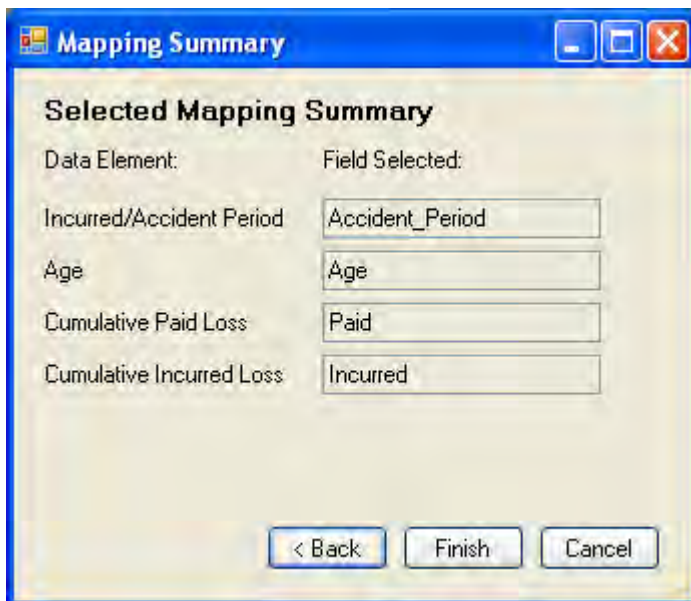 Mapping Summary
Selected Mapping Summary
Data Element: Field Selected:
Incurred/Accident Period Accident_Period
Age Age
Cumulative Paid Loss Paid
Cumulative Incurred Loss Incurred
< Back Finish Cancel